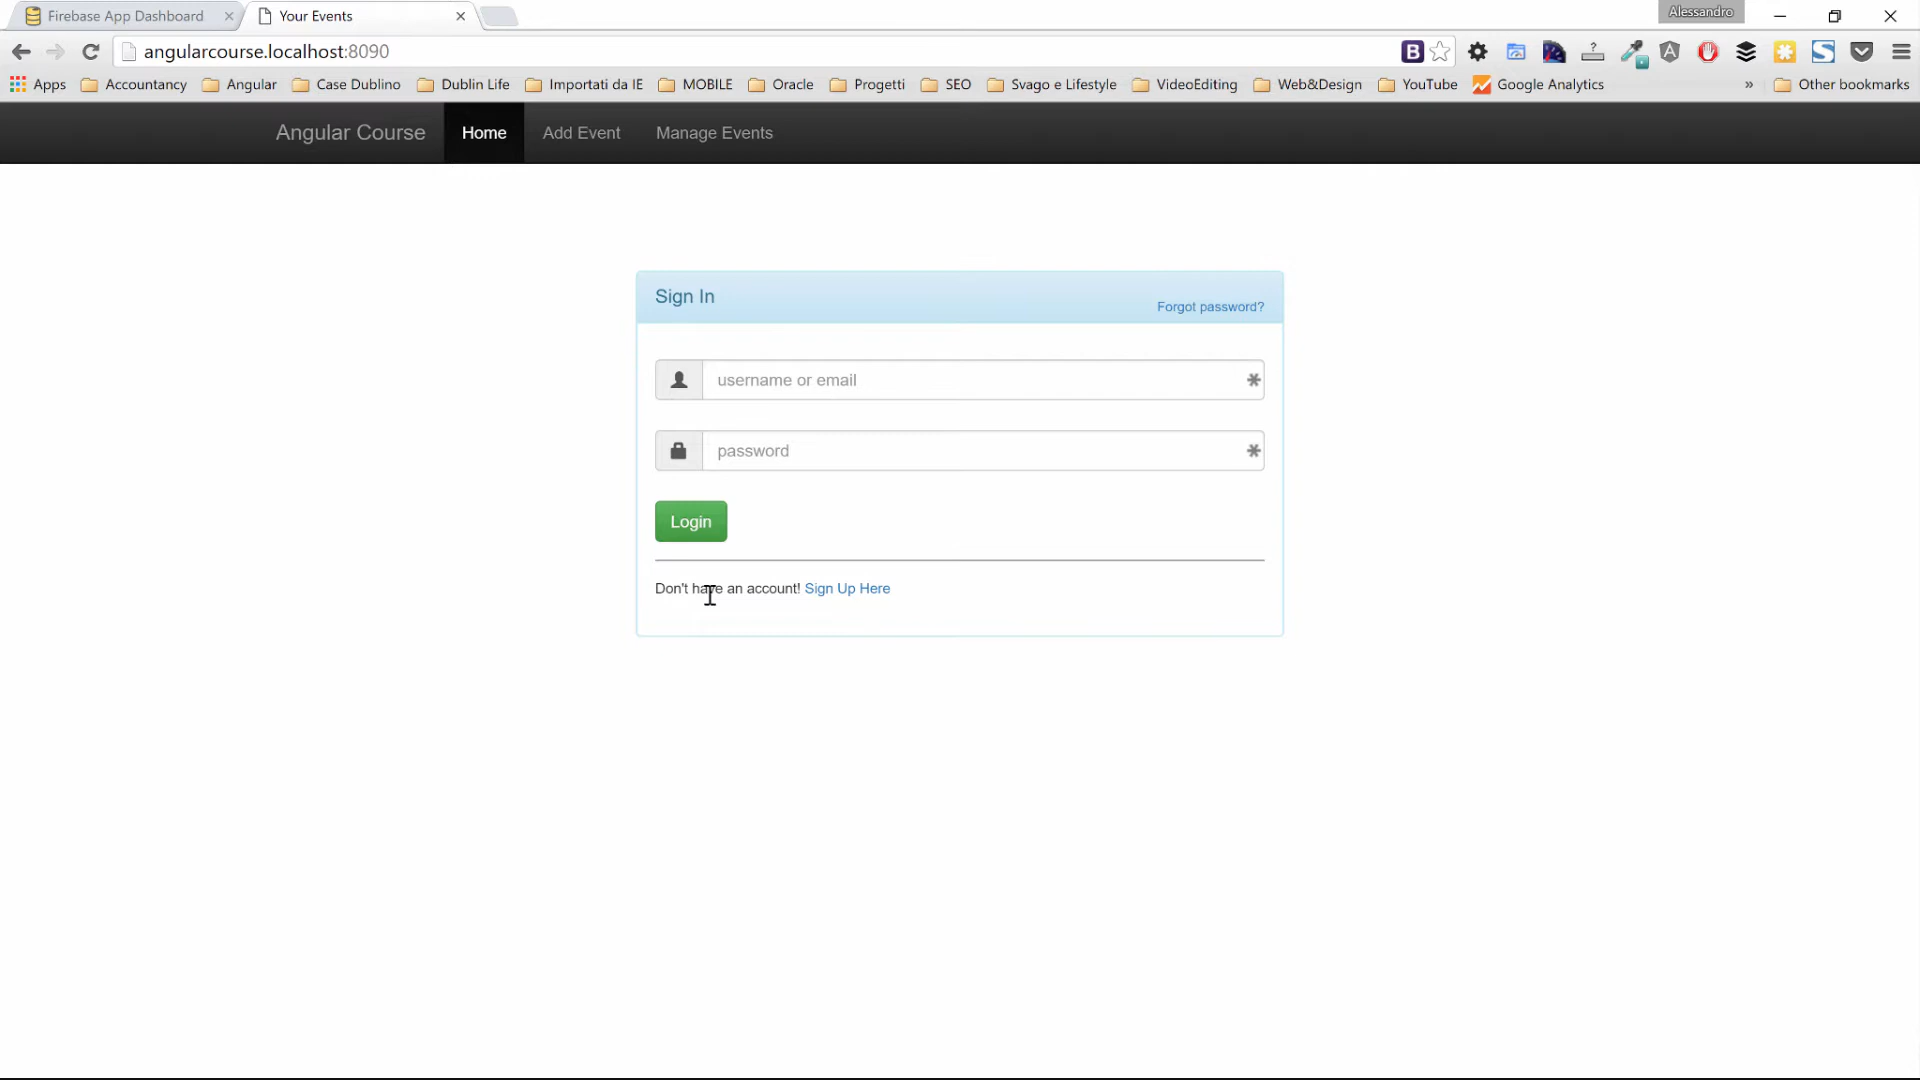 Firebase App Dashboard
Your Events
Alessandro
angularcourse.localhost:8090
B
?
A
S
Apps Accountancy Angular Case Dublino Dublin Life Importati da IE MOBILE Oracle Progetti SEO Svago e Lifestyle VideoEditing Web&Design YouTube Google Analytics » Other bookmarks
Angular Course Home Add Event Manage Events
Sign In
Forgot password?
username or email
password
Login
Don't have an account! Sign Up Here